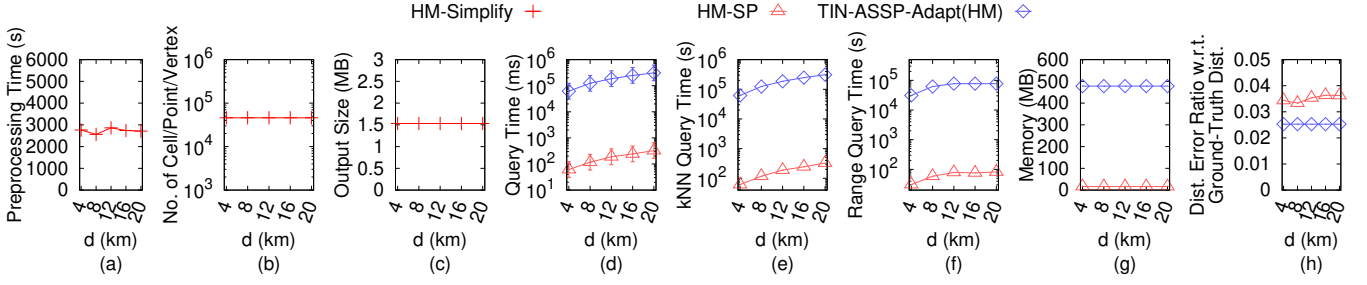 HM-Simplify HM-SP TIN-ASSP-Adapt(HM)
Preprocessing Time (s)
6000
5000
4000
3000
2000
1000
0
4 8 12 16 20
d (km)
(a)
No. of Cell/Point/Vertex
10^6
10^5
10^4
10^3
4 8 12 16 20
d (km)
(b)
Output Size (MB)
3
2.5
2
1.5
1
0.5
0
4 8 12 16 20
d (km)
(c)
Query Time (ms)
10^6
10^5
10^4
10^3
10^2
10^1
4 8 12 16 20
d (km)
(d)
kNN Query Time (s)
10^6
10^5
10^4
10^3
10^2
4 8 12 16 20
d (km)
(e)
Range Query Time (s)
10^5
10^4
10^3
10^2
4 8 12 16 20
d (km)
(f)
Memory (MB)
600
500
400
300
200
100
0
4 8 12 16 20
d (km)
(g)
Dist. Error Ratio w.r.t.
Ground-Truth Dist.
0.05
0.04
0.03
0.02
0.01
0
4 8 12 16 20
d (km)
(h)